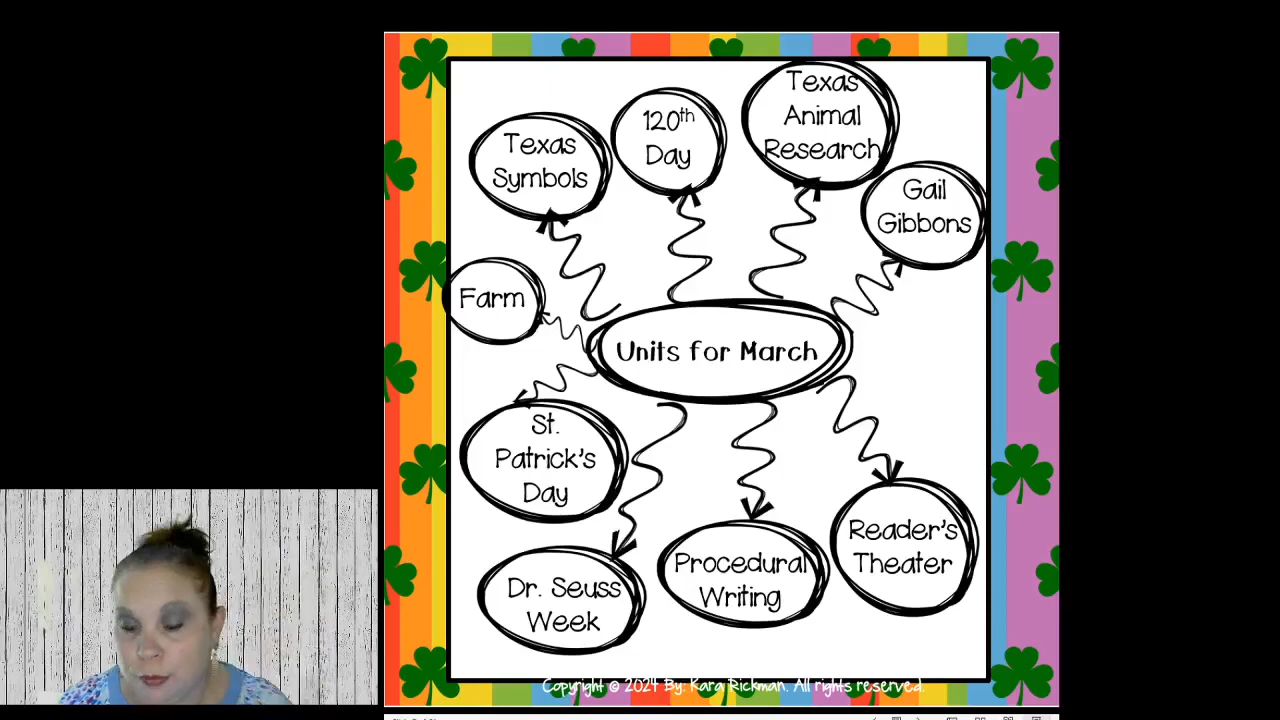 Texas
Symbols
120th
Day
Texas
Animal
Research
Gail
Gibbons
Farm
Units for March
St.
Patrick's
Day
Dr. Seuss
Week
Procedural
Writing
Reader's
Theater
Copyright © 2024 By: Kara Rickman. All rights reserved.